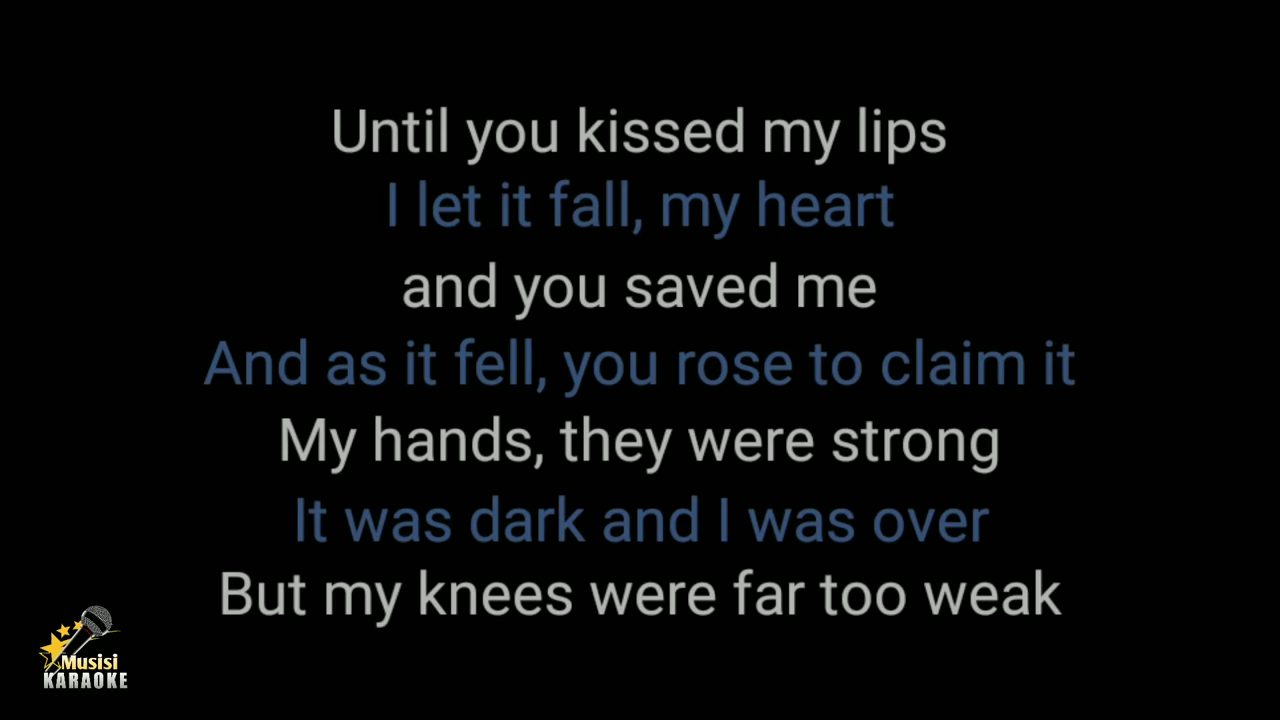 Until you kissed my lips
I let it fall, my heart
and you saved me
And as it fell, you rose to claim it
My hands, they were strong
It was dark and I was over
But my knees were far too weak
Musisi
KARAOKE